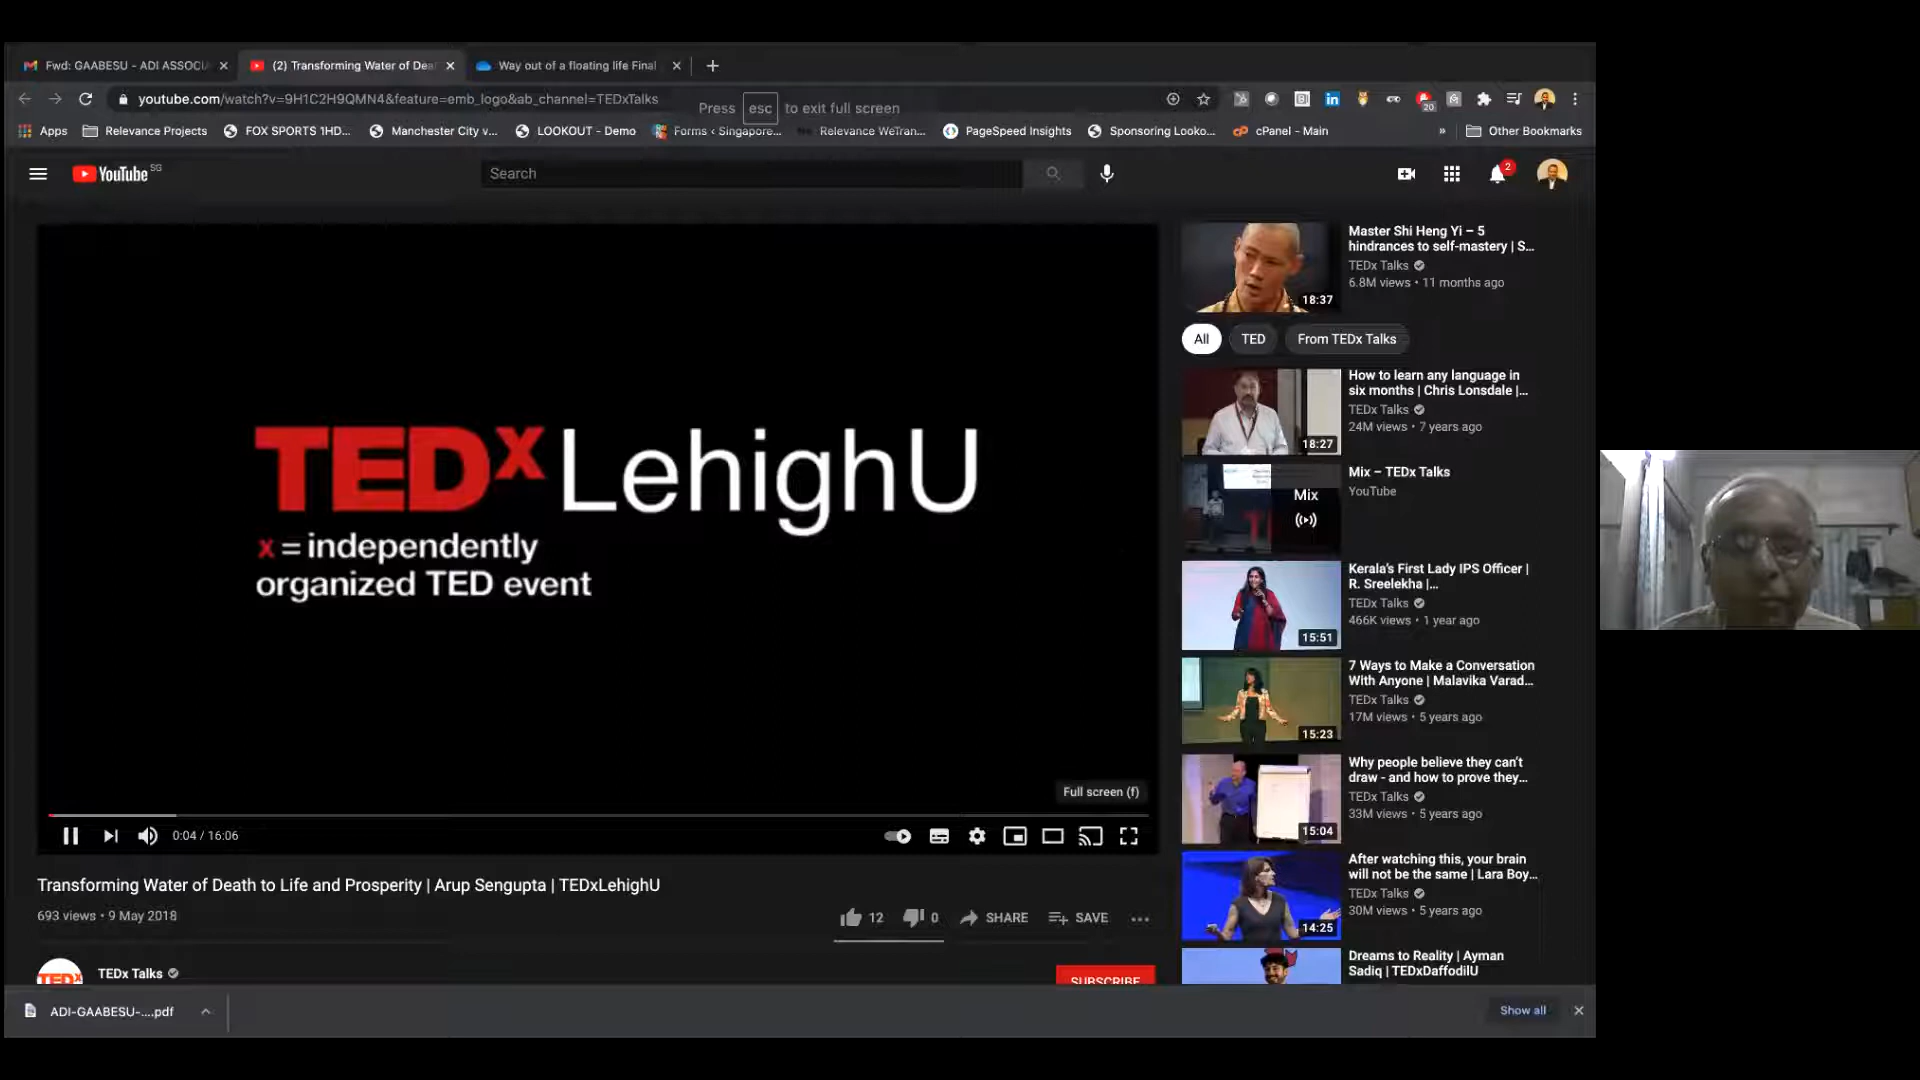 Fwd: GAABESU - ADI ASSOCI
(2) Transforming Water of Dea
Way out of a floating life Final
youtube.com/watch?v=9H1C2H9QMN4&feature=emb_logo&ab_channel=TEDxTalks
Press esc to exit full screen
20
Apps
Relevance Projects
FOX SPORTS 1HD...
Manchester City v...
LOOKOUT - Demo
Forms ‹ Singapore...
Relevance WeTran...
PageSpeed Insights
Sponsoring Looko...
cPanel - Main
»
Other Bookmarks
YouTube SG
Search
2
TEDx LehighU
x = independently
organized TED event
Full screen (f)
0:04 / 16:06
Transforming Water of Death to Life and Prosperity | Arup Sengupta | TEDxLehighU
693 views • 9 May 2018
12
0
SHARE
SAVE
TEDx
TEDx Talks
SUBSCRIBE
Master Shi Heng Yi – 5
hindrances to self-mastery | S...
TEDx Talks
6.8M views • 11 months ago
18:37
All
TED
From TEDx Talks
How to learn any language in
six months | Chris Lonsdale |...
TEDx Talks
24M views • 7 years ago
18:27
Mix
Mix – TEDx Talks
YouTube
Kerala's First Lady IPS Officer |
R. Sreelekha |...
TEDx Talks
466K views • 1 year ago
15:51
7 Ways to Make a Conversation
With Anyone | Malavika Varad...
TEDx Talks
17M views • 5 years ago
15:23
Why people believe they can't
draw - and how to prove they...
TEDx Talks
33M views • 5 years ago
15:04
After watching this, your brain
will not be the same | Lara Boy...
TEDx Talks
30M views • 5 years ago
14:25
Dreams to Reality | Ayman
Sadiq | TEDxDaffodilU
ADI-GAABESU-....pdf
Show all